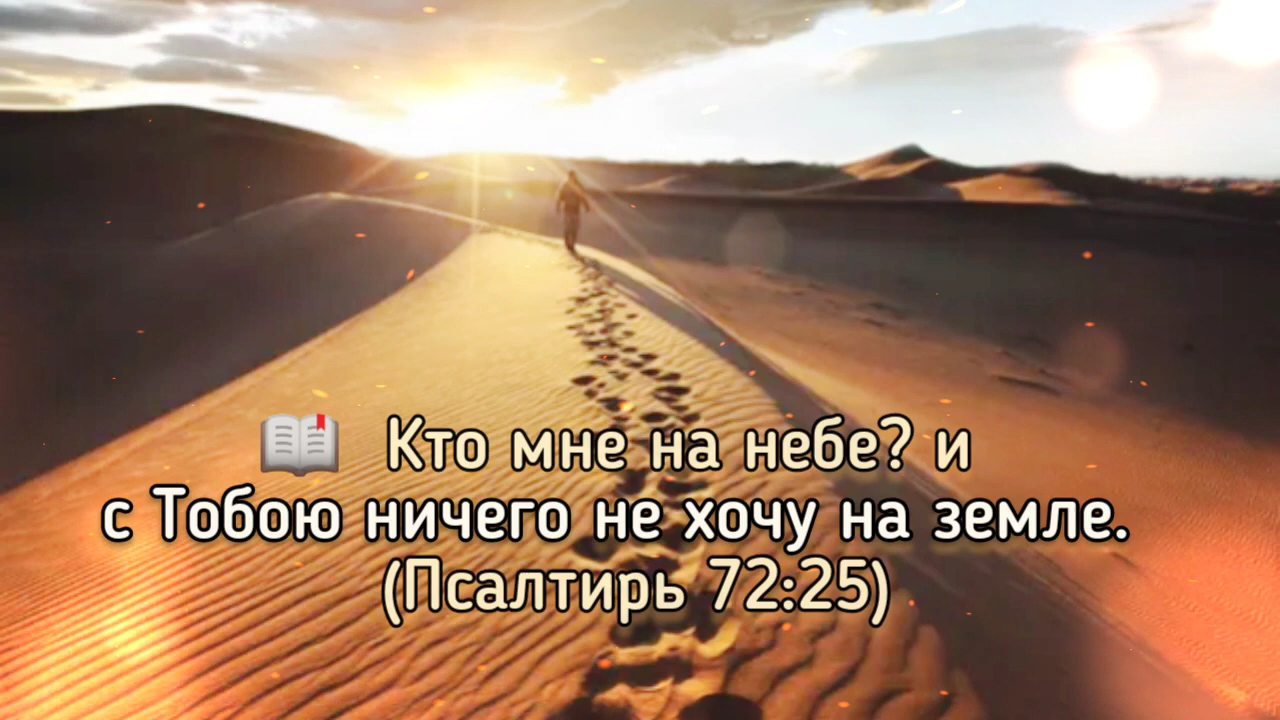 Кто мне на небе? и
с Тобою ничего не хочу на земле.
(Псалтирь 72:25)